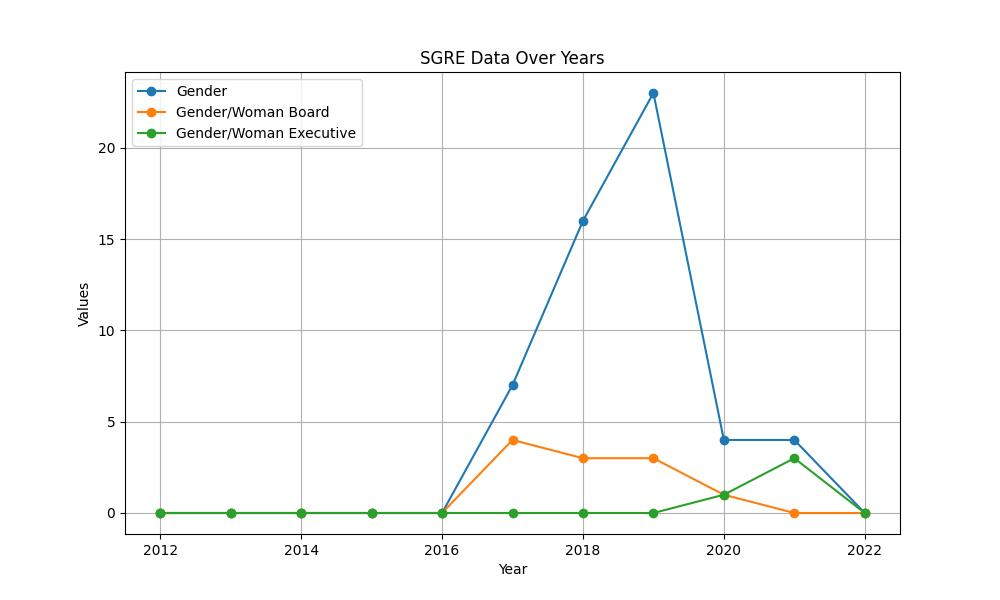 SGRE Data Over Years
Gender
Gender/Woman Board
Gender/Woman Executive
20
15
10
5
0
Values
2012 2014 2016 2018 2020 2022
Year